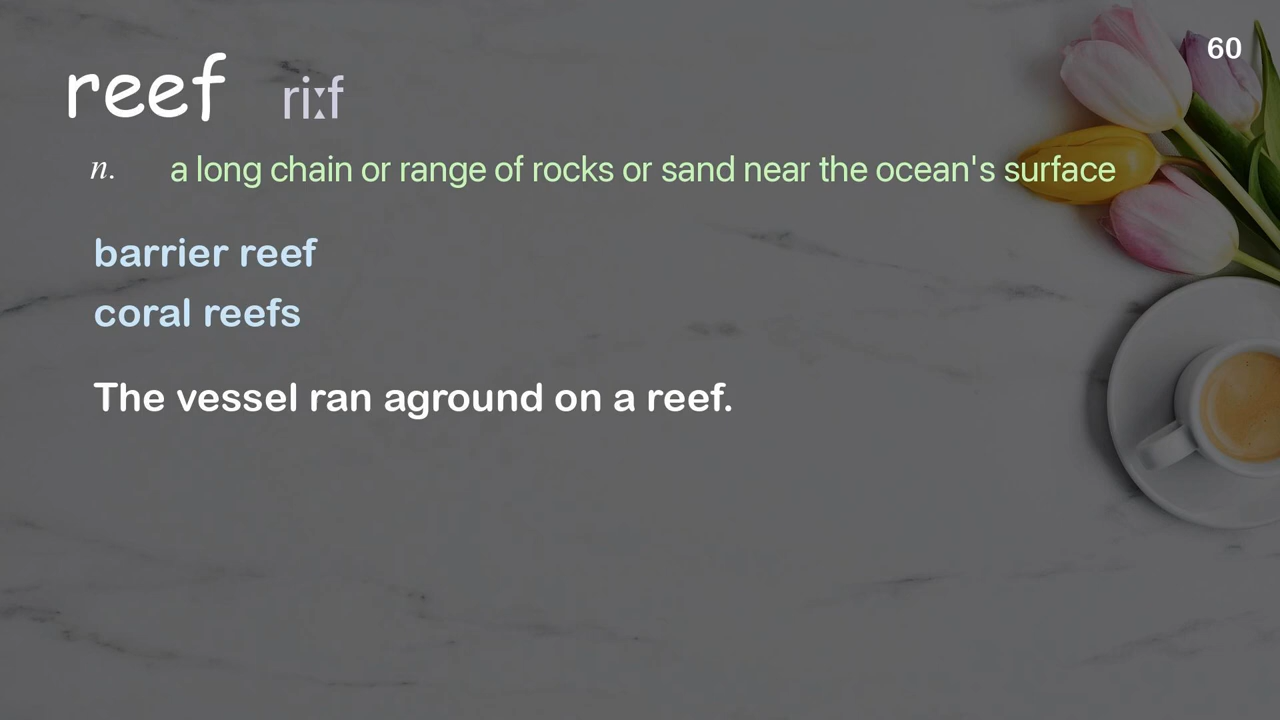 60
reef riːf
n. a long chain or range of rocks or sand near the ocean's surface
barrier reef
coral reefs
The vessel ran aground on a reef.